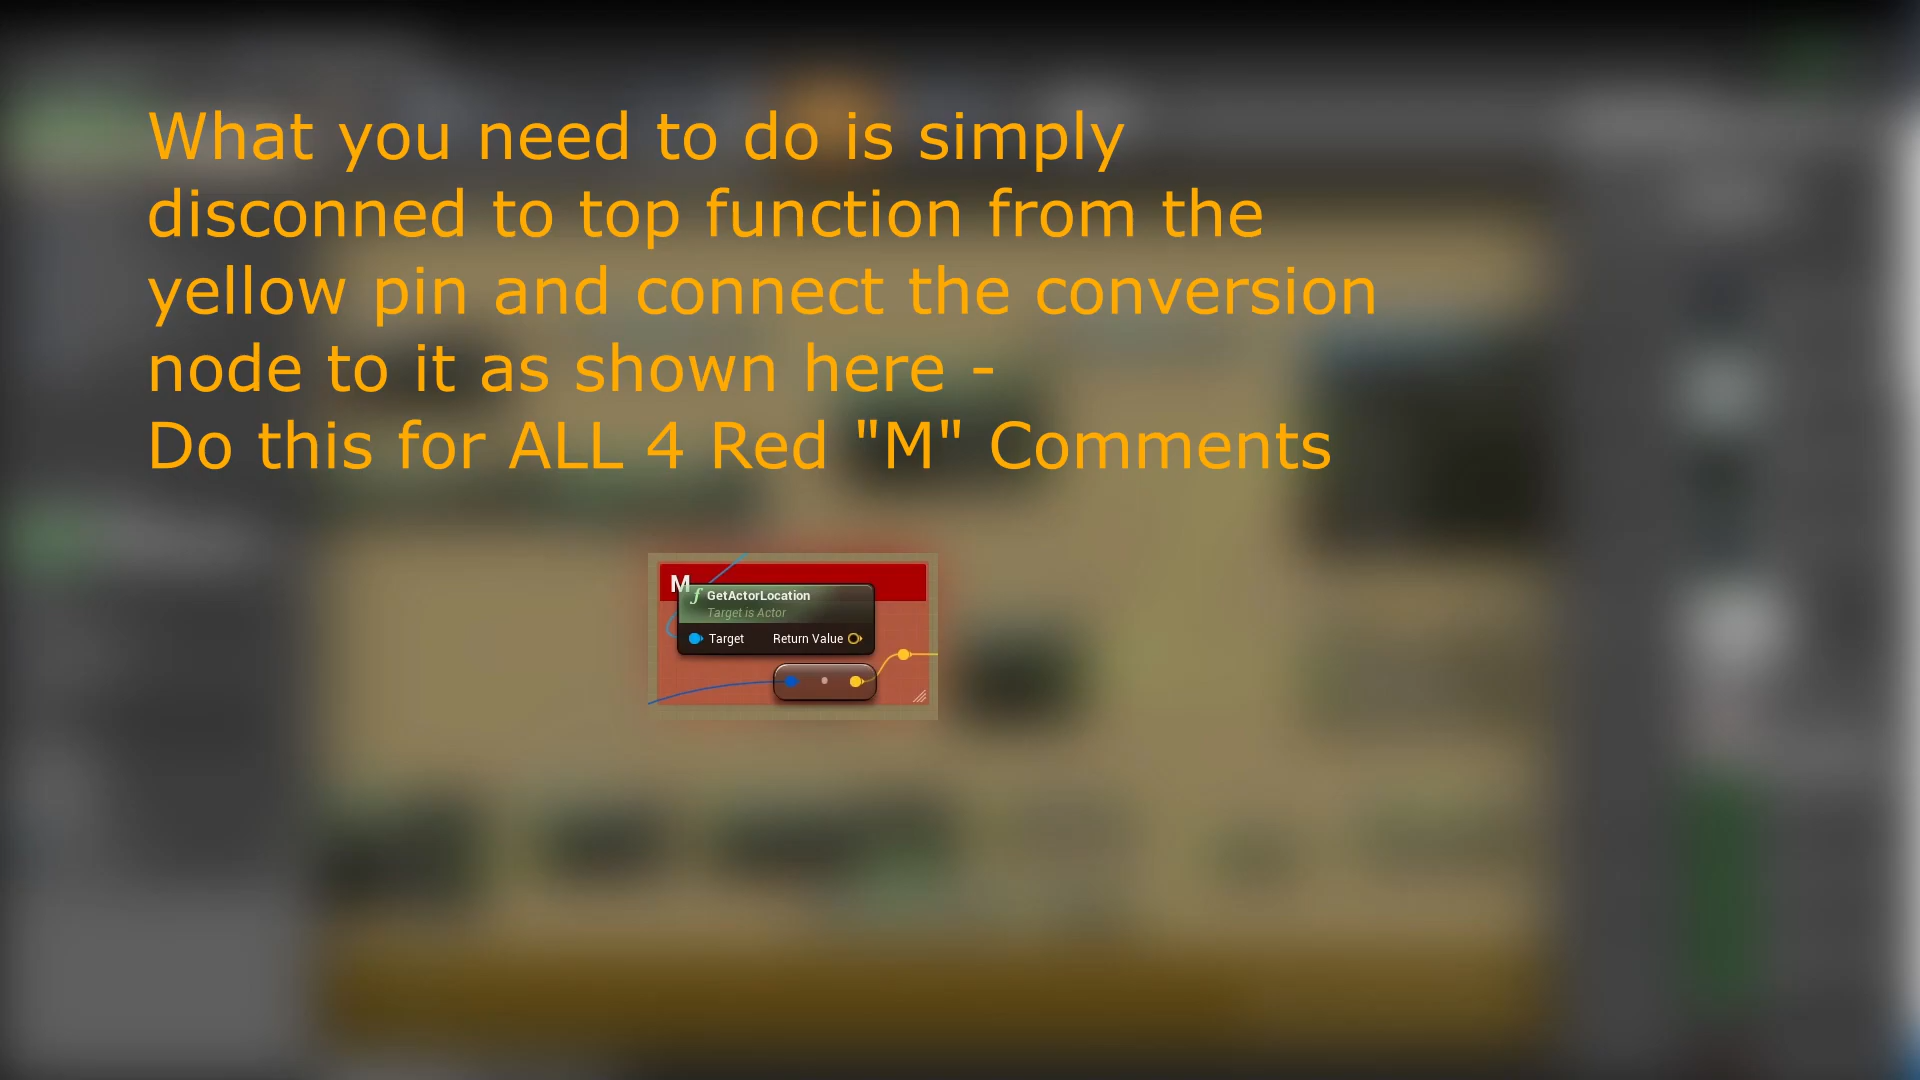 What you need to do is simply
disconned to top function from the
yellow pin and connect the conversion
node to it as shown here -
Do this for ALL 4 Red "M" Comments
M
f GetActorLocation
Target is Actor
Target Return Value